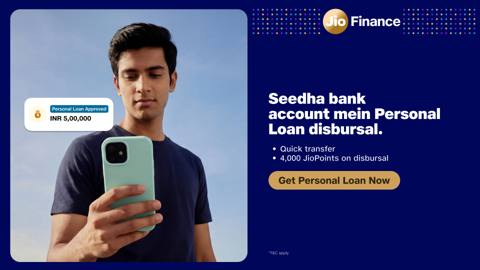 Jio Finance
Personal Loan Approved
INR 5,00,000
Seedha bank
account mein Personal
Loan disbursal.
• Quick transfer
• 4,000 JioPoints on disbursal
Get Personal Loan Now
*T&C apply